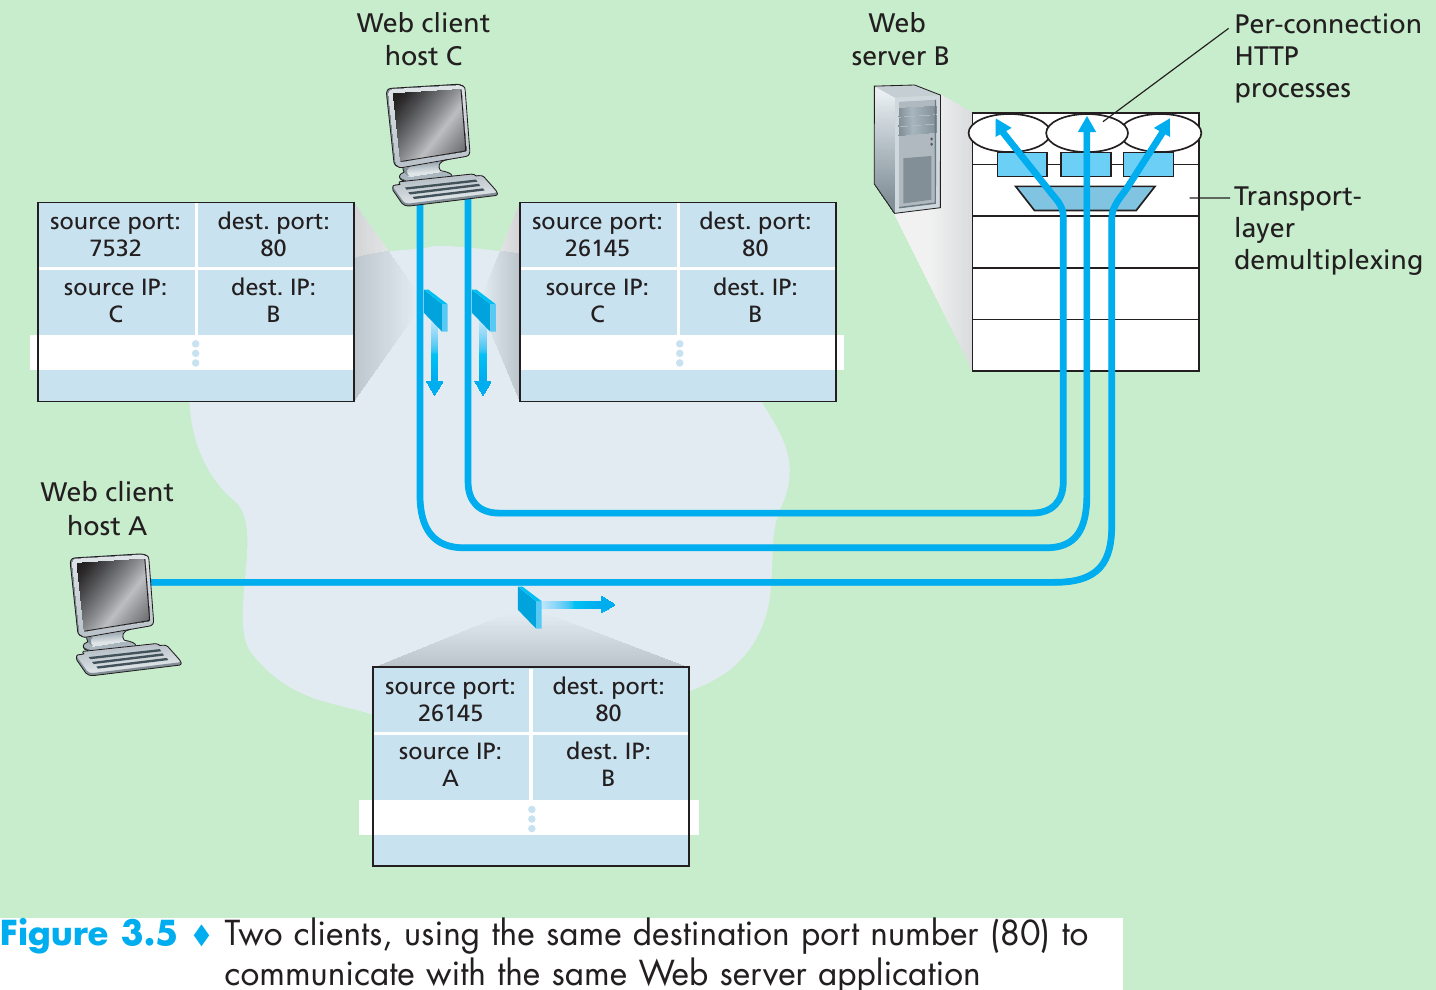 Web client
host C
Web
server B
Per-connection
HTTP
processes
Transport-
layer
demultiplexing
source port:
7532
dest. port:
80
source IP:
C
dest. IP:
B
source port:
26145
dest. port:
80
source IP:
C
dest. IP:
B
Web client
host A
source port:
26145
dest. port:
80
source IP:
A
dest. IP:
B
Figure 3.5 ♦ Two clients, using the same destination port number (80) to
communicate with the same Web server application